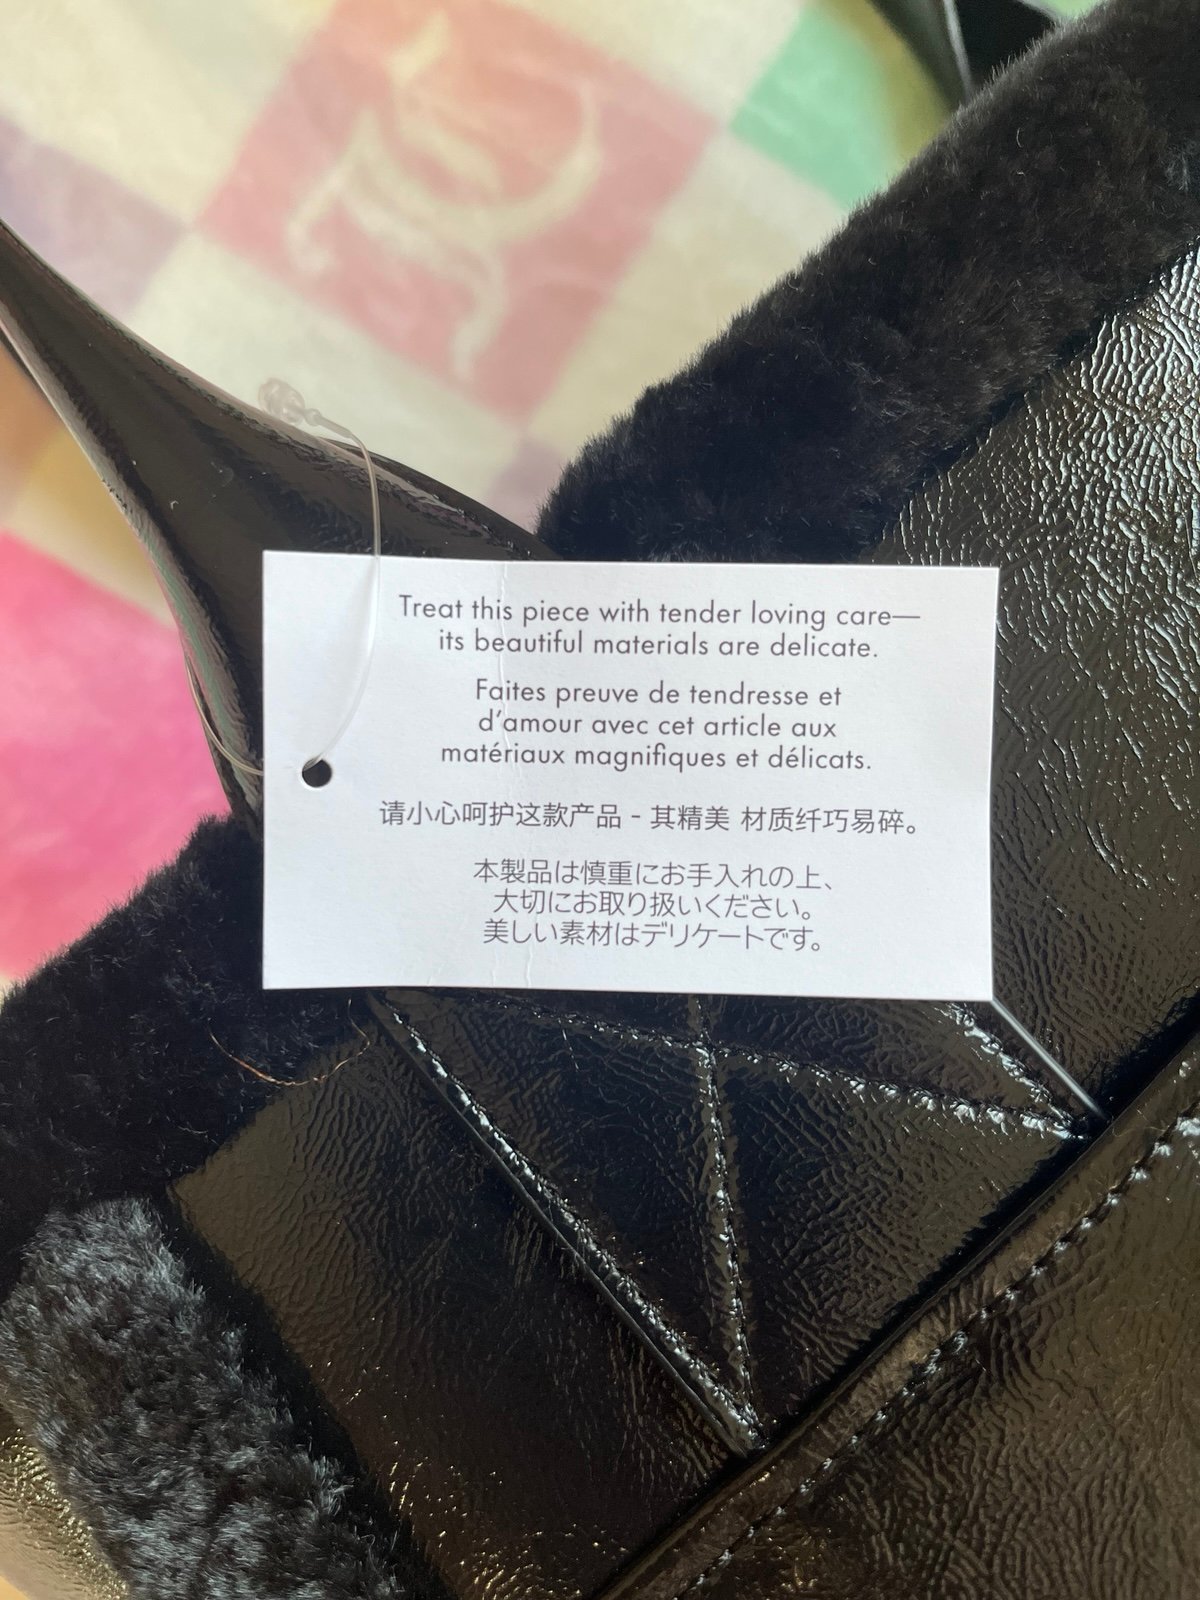 Treat this piece with tender loving care—
its beautiful materials are delicate.
Faites preuve de tendresse et
d'amour avec cet article aux
matériaux magnifiques et délicats.
请小心呵护这款产品 - 其精美 材质纤巧易碎。
本製品は慎重にお手入れの上、
大切にお取り扱いください。
美しい素材はデリケートです。